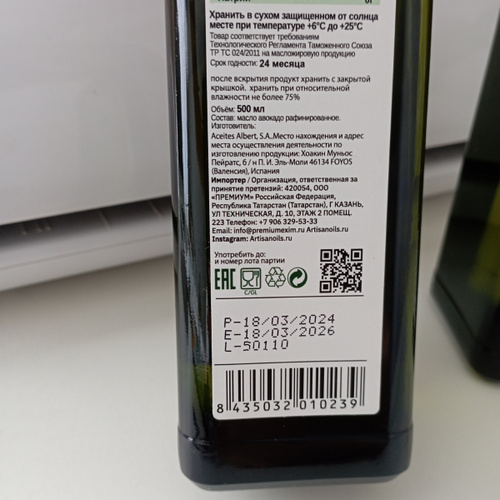 Хранить в сухом защищенном от солнца
месте при температуре +6°С до +25°С
Товар соответствует требованиям
Технологического Регламента Таможенного Союза
ТР ТС 024/2011 на масложировую продукцию
Срок годности: 24 месяца
после вскрытия продукт хранить с закрытой
крышкой. хранить при относительной
влажности не более 75%
Объём: 500 мл
Состав: масло авокадо рафинированное.
Изготовитель:
Aceites Albert, S.A..Место нахождения и адрес
места осуществления деятельности по
изготовлению продукции: Хоакин Муньос
Пейратс, 6 / н П. И. Эль-Моли 46134 FOYOS
(Валенсия), Испания
Импортер / Организация, ответственная за
принятие претензий: 420054, ООО
«ПРЕМИУМ» Российская Федерация,
Республика Татарстан (Татарстан), Г КАЗАНЬ,
УЛ ТЕХНИЧЕСКАЯ, Д. 10, ЭТАЖ 2 ПОМЕЩ.
223 Телефон: +7 906 329-53-33
Email: info@premiumexim.ru Artisanoils.ru
Instagram: Artisanoils.ru
Употребить до:
и номер лота партии
EAC
C/GL
P-18/03/2024
E-18/03/2026
L-50110
8 435032 010239